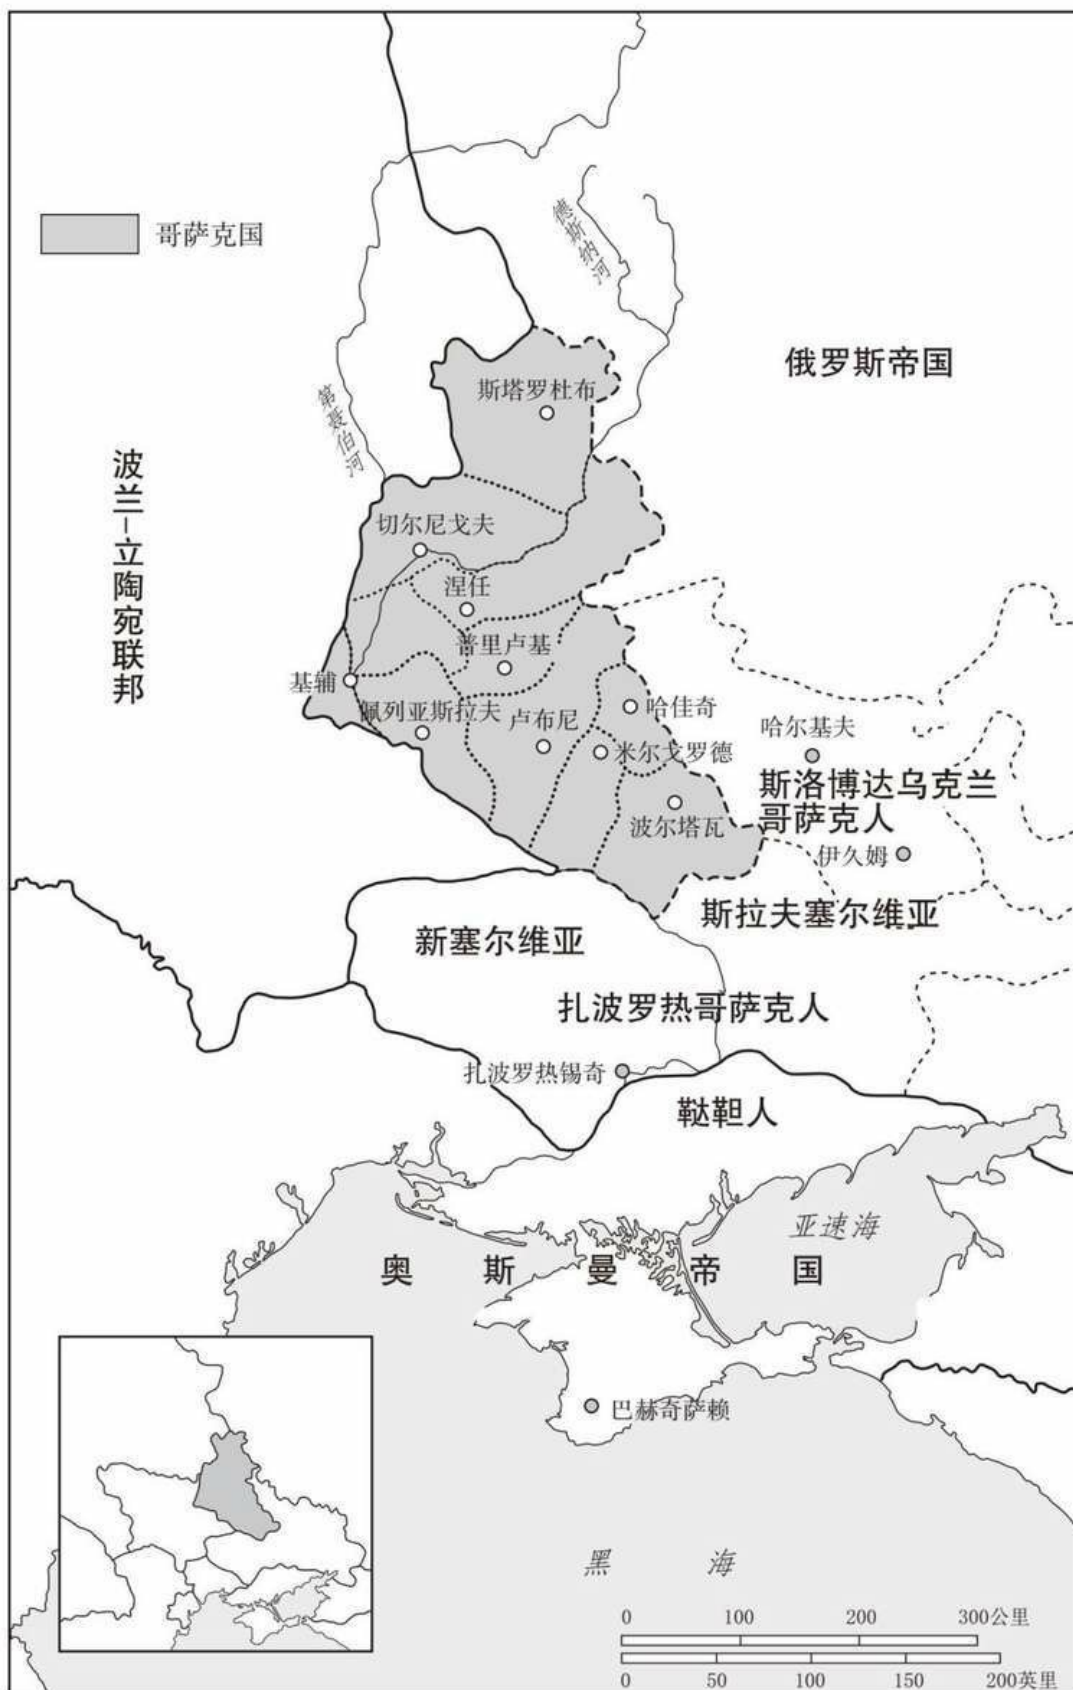 哥萨克国
德斯纳河
俄罗斯帝国
斯塔罗杜布
第聂伯河
波兰－立陶宛联邦
切尔尼戈夫
涅任
普里卢基
基辅
佩列亚斯拉夫
卢布尼
哈佳奇
米尔戈罗德
哈尔基夫
斯洛博达乌克兰
哥萨克人
波尔塔瓦
伊久姆
斯拉夫塞尔维亚
新塞尔维亚
扎波罗热哥萨克人
扎波罗热锡奇
鞑靼人
亚速海
奥斯曼帝国
巴赫奇萨赖
黑海
0 100 200 300公里
0 50 100 150 200英里